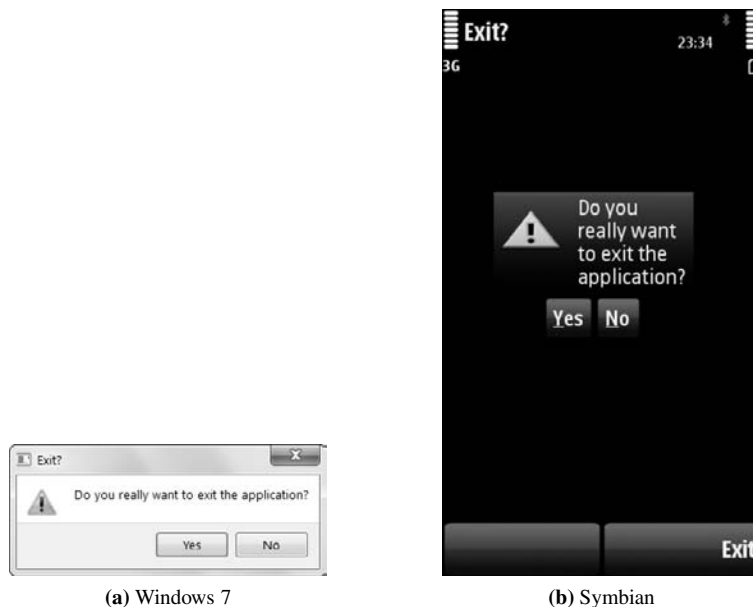 Exit?
23:34
3G
Do you
really want
to exit the
application?
Yes No
Exit?
Do you really want to exit the application?
Yes No
Exit
(a) Windows 7
(b) Symbian